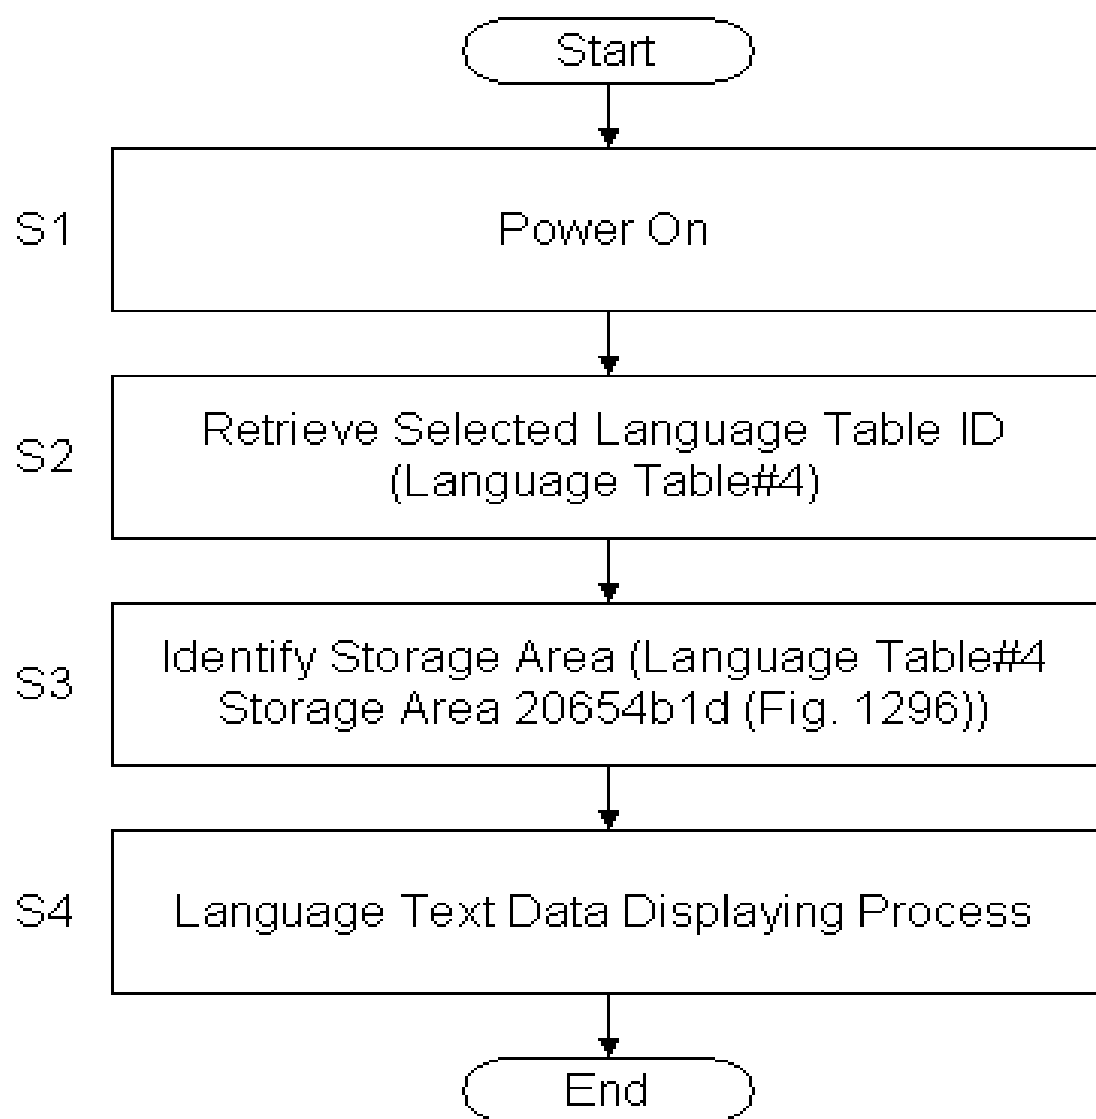 Start
S1
Power On
S2
Retrieve Selected Language Table ID
(Language Table#4)
S3
Identify Storage Area (Language Table#4
Storage Area 20654b1d (Fig. 1296))
S4
Language Text Data Displaying Process
End